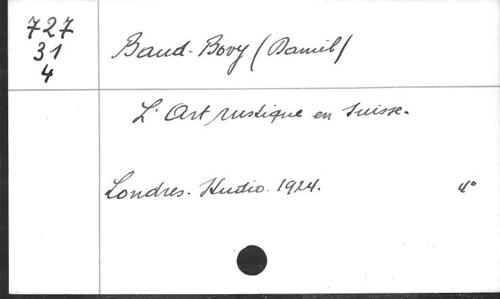 727
31
4
Baud-Bovy (Daniel)
L'Art rustique en Suisse.
Londres. Studio. 1924.
4°